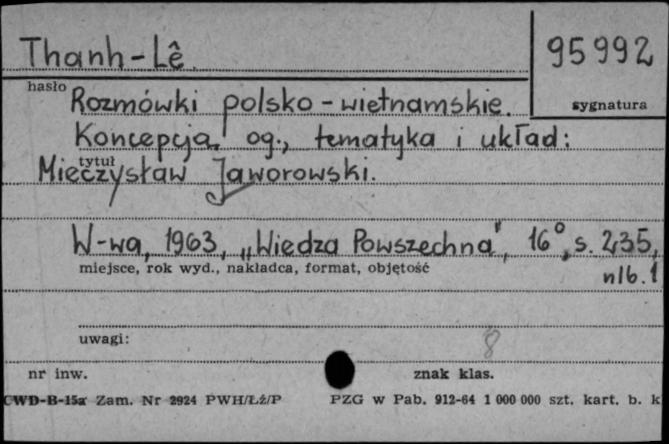 Thanh-Lê
95992
hasło
sygnatura
Rozmówki polsko-wietnamskie.
Koncepcja og., tematyka i układ:
tytuł
Mieczysław Jaworowski.
W-wa, 1963, „Wiedza Powszechna", 16°, s. 235,
miejsce, rok wyd., nakładca, format, objętość
nlb. 1
uwagi:
8
nr inw.
znak klas.
CWD-B-15a Zam. Nr 2924 PWH/Łź/P PZG w Pab. 912-64 1 000 000 szt. kart. b. k